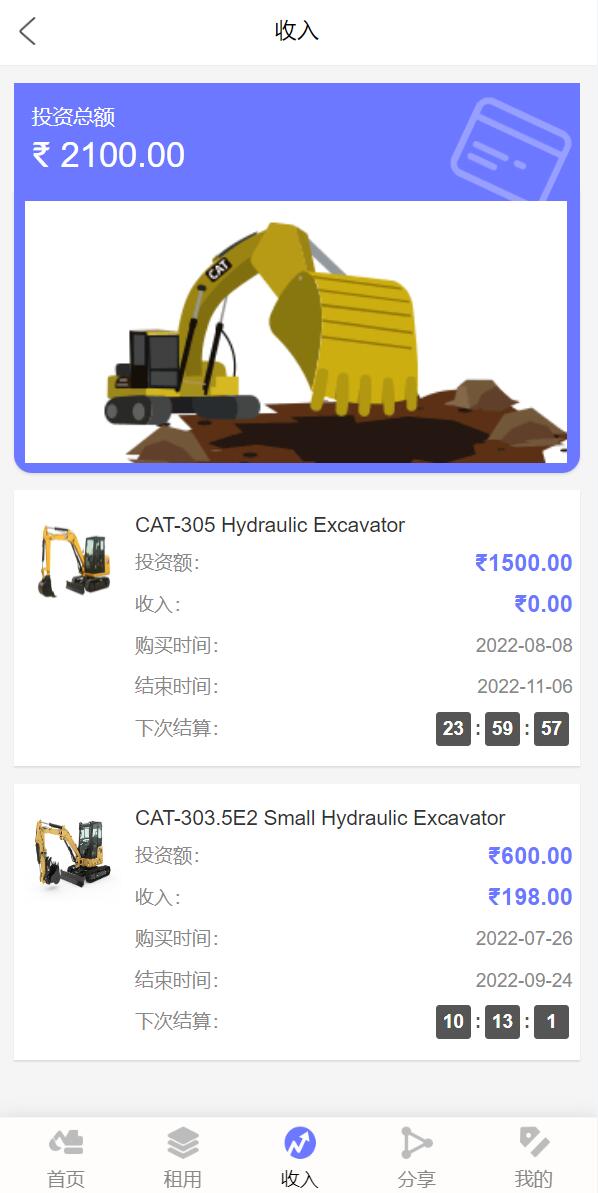 收入
投资总额
₹ 2100.00
CAT
CAT-305 Hydraulic Excavator
投资额: ₹1500.00
收入: ₹0.00
购买时间: 2022-08-08
结束时间: 2022-11-06
下次结算: 23 : 59 : 57
CAT-303.5E2 Small Hydraulic Excavator
投资额: ₹600.00
收入: ₹198.00
购买时间: 2022-07-26
结束时间: 2022-09-24
下次结算: 10 : 13 : 1
首页 租用 收入 分享 我的